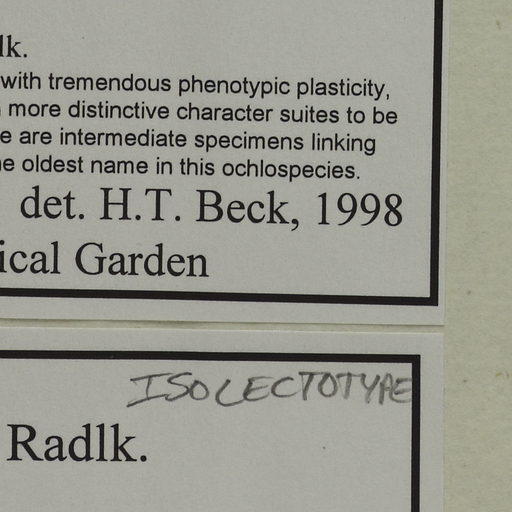 lk.
with tremendous phenotypic plasticity,
more distinctive character suites to be
e are intermediate specimens linking
e oldest name in this ochlospecies.
det. H.T. Beck, 1998
ical Garden
ISOLECTOTYPE
Radlk.